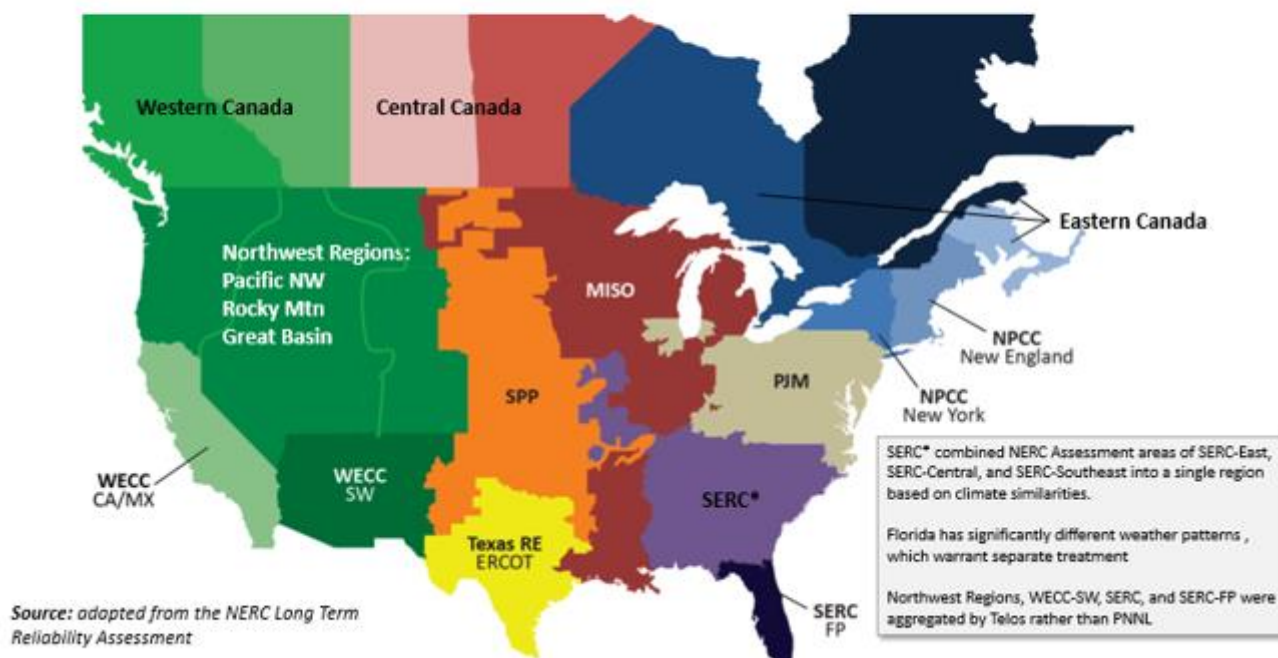 Western Canada
Central Canada
Eastern Canada
Northwest Regions:
Pacific NW
Rocky Mtn
Great Basin
MISO
NPCC
New England
NPCC
New York
PJM
SPP
WECC
CA/MX
WECC
SW
SERC*
Texas RE
ERCOT
SERC
FP
SERC* combined NERC Assessment areas of SERC-East,
SERC-Central, and SERC-Southeast into a single region
based on climate similarities.
Florida has significantly different weather patterns ,
which warrant separate treatment
Northwest Regions, WECC-SW, SERC, and SERC-FP were
aggregated by Telos rather than PNNL
Source: adopted from the NERC Long Term
Reliability Assessment